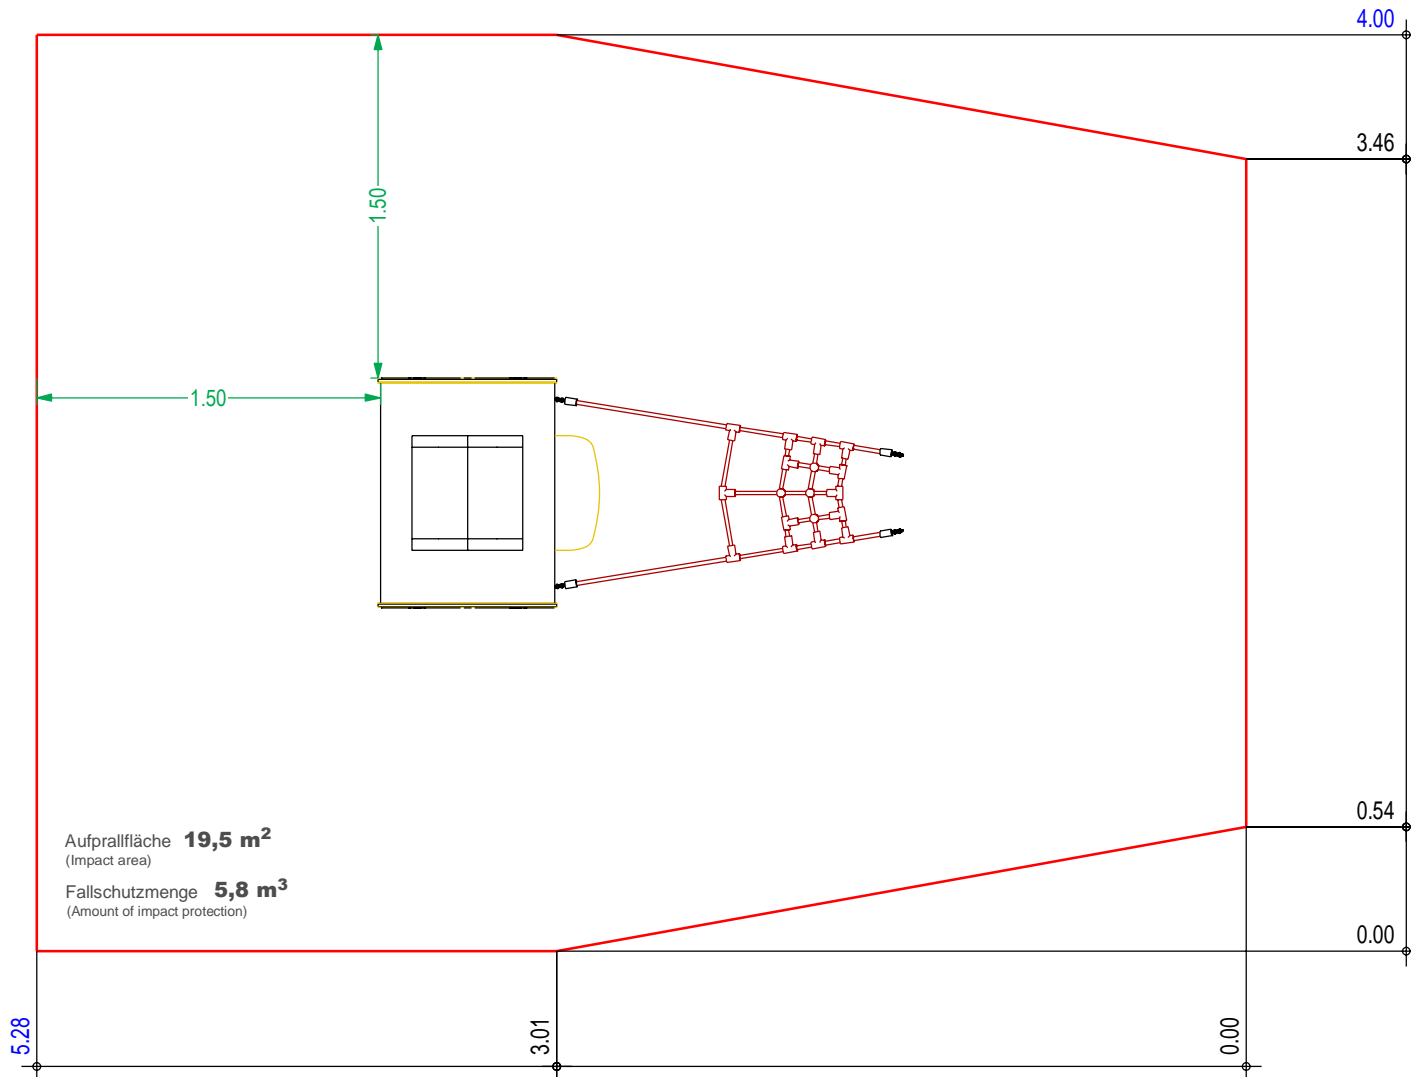 4.00
3.46
1.50
1.50
0.54
Aufprallfläche 19,5 m²
(Impact area)
Fallschutzmenge 5,8 m³
(Amount of impact protection)
0.00
5.28
3.01
0.00